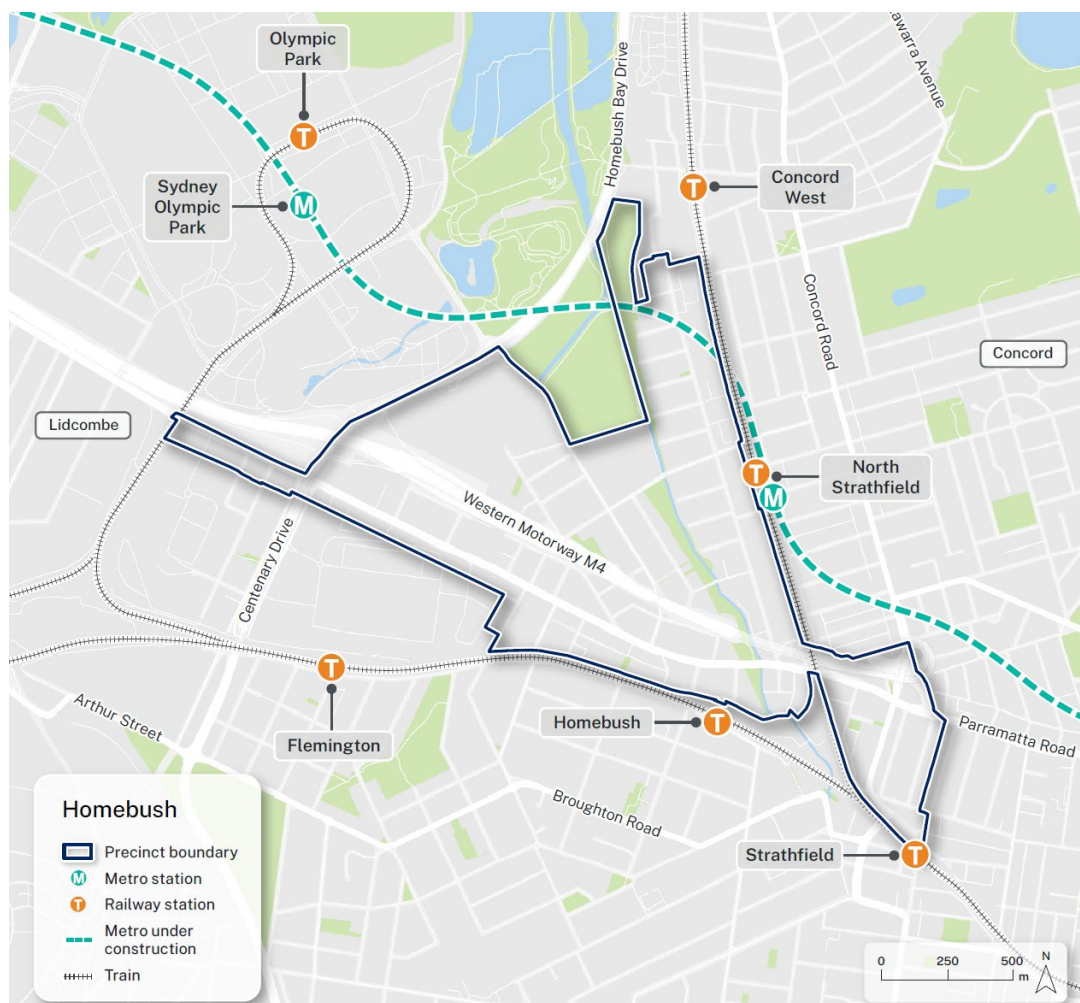 Olympic
Park
T
Sydney
Olympic
Park
M
Homebush Bay Drive
T
Concord
West
Concord Road
Concord
Lidcombe
T
North
Strathfield
M
Western Motorway M4
Centenary Drive
T
Flemington
Arthur Street
Homebush
T
Parramatta Road
Broughton Road
Strathfield
T
Homebush
Precinct boundary
M
Metro station
T
Railway station
Metro under
construction
Train
0 250 500
m
N